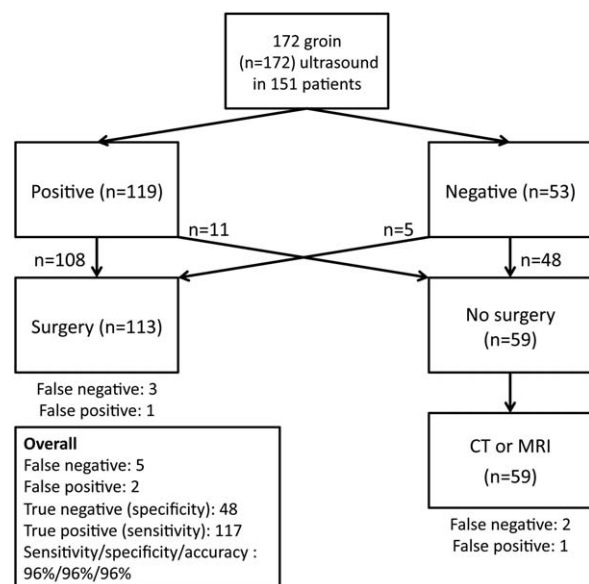 172 groin
(n=172) ultrasound
in 151 patients
Positive (n=119)
Negative (n=53)
n=11
n=5
n=108
n=48
Surgery (n=113)
No surgery
(n=59)
False negative: 3
False positive: 1
CT or MRI
(n=59)
False negative: 2
False positive: 1
Overall
False negative: 5
False positive: 2
True negative (specificity): 48
True positive (sensitivity): 117
Sensitivity/specificity/accuracy :
96%/96%/96%